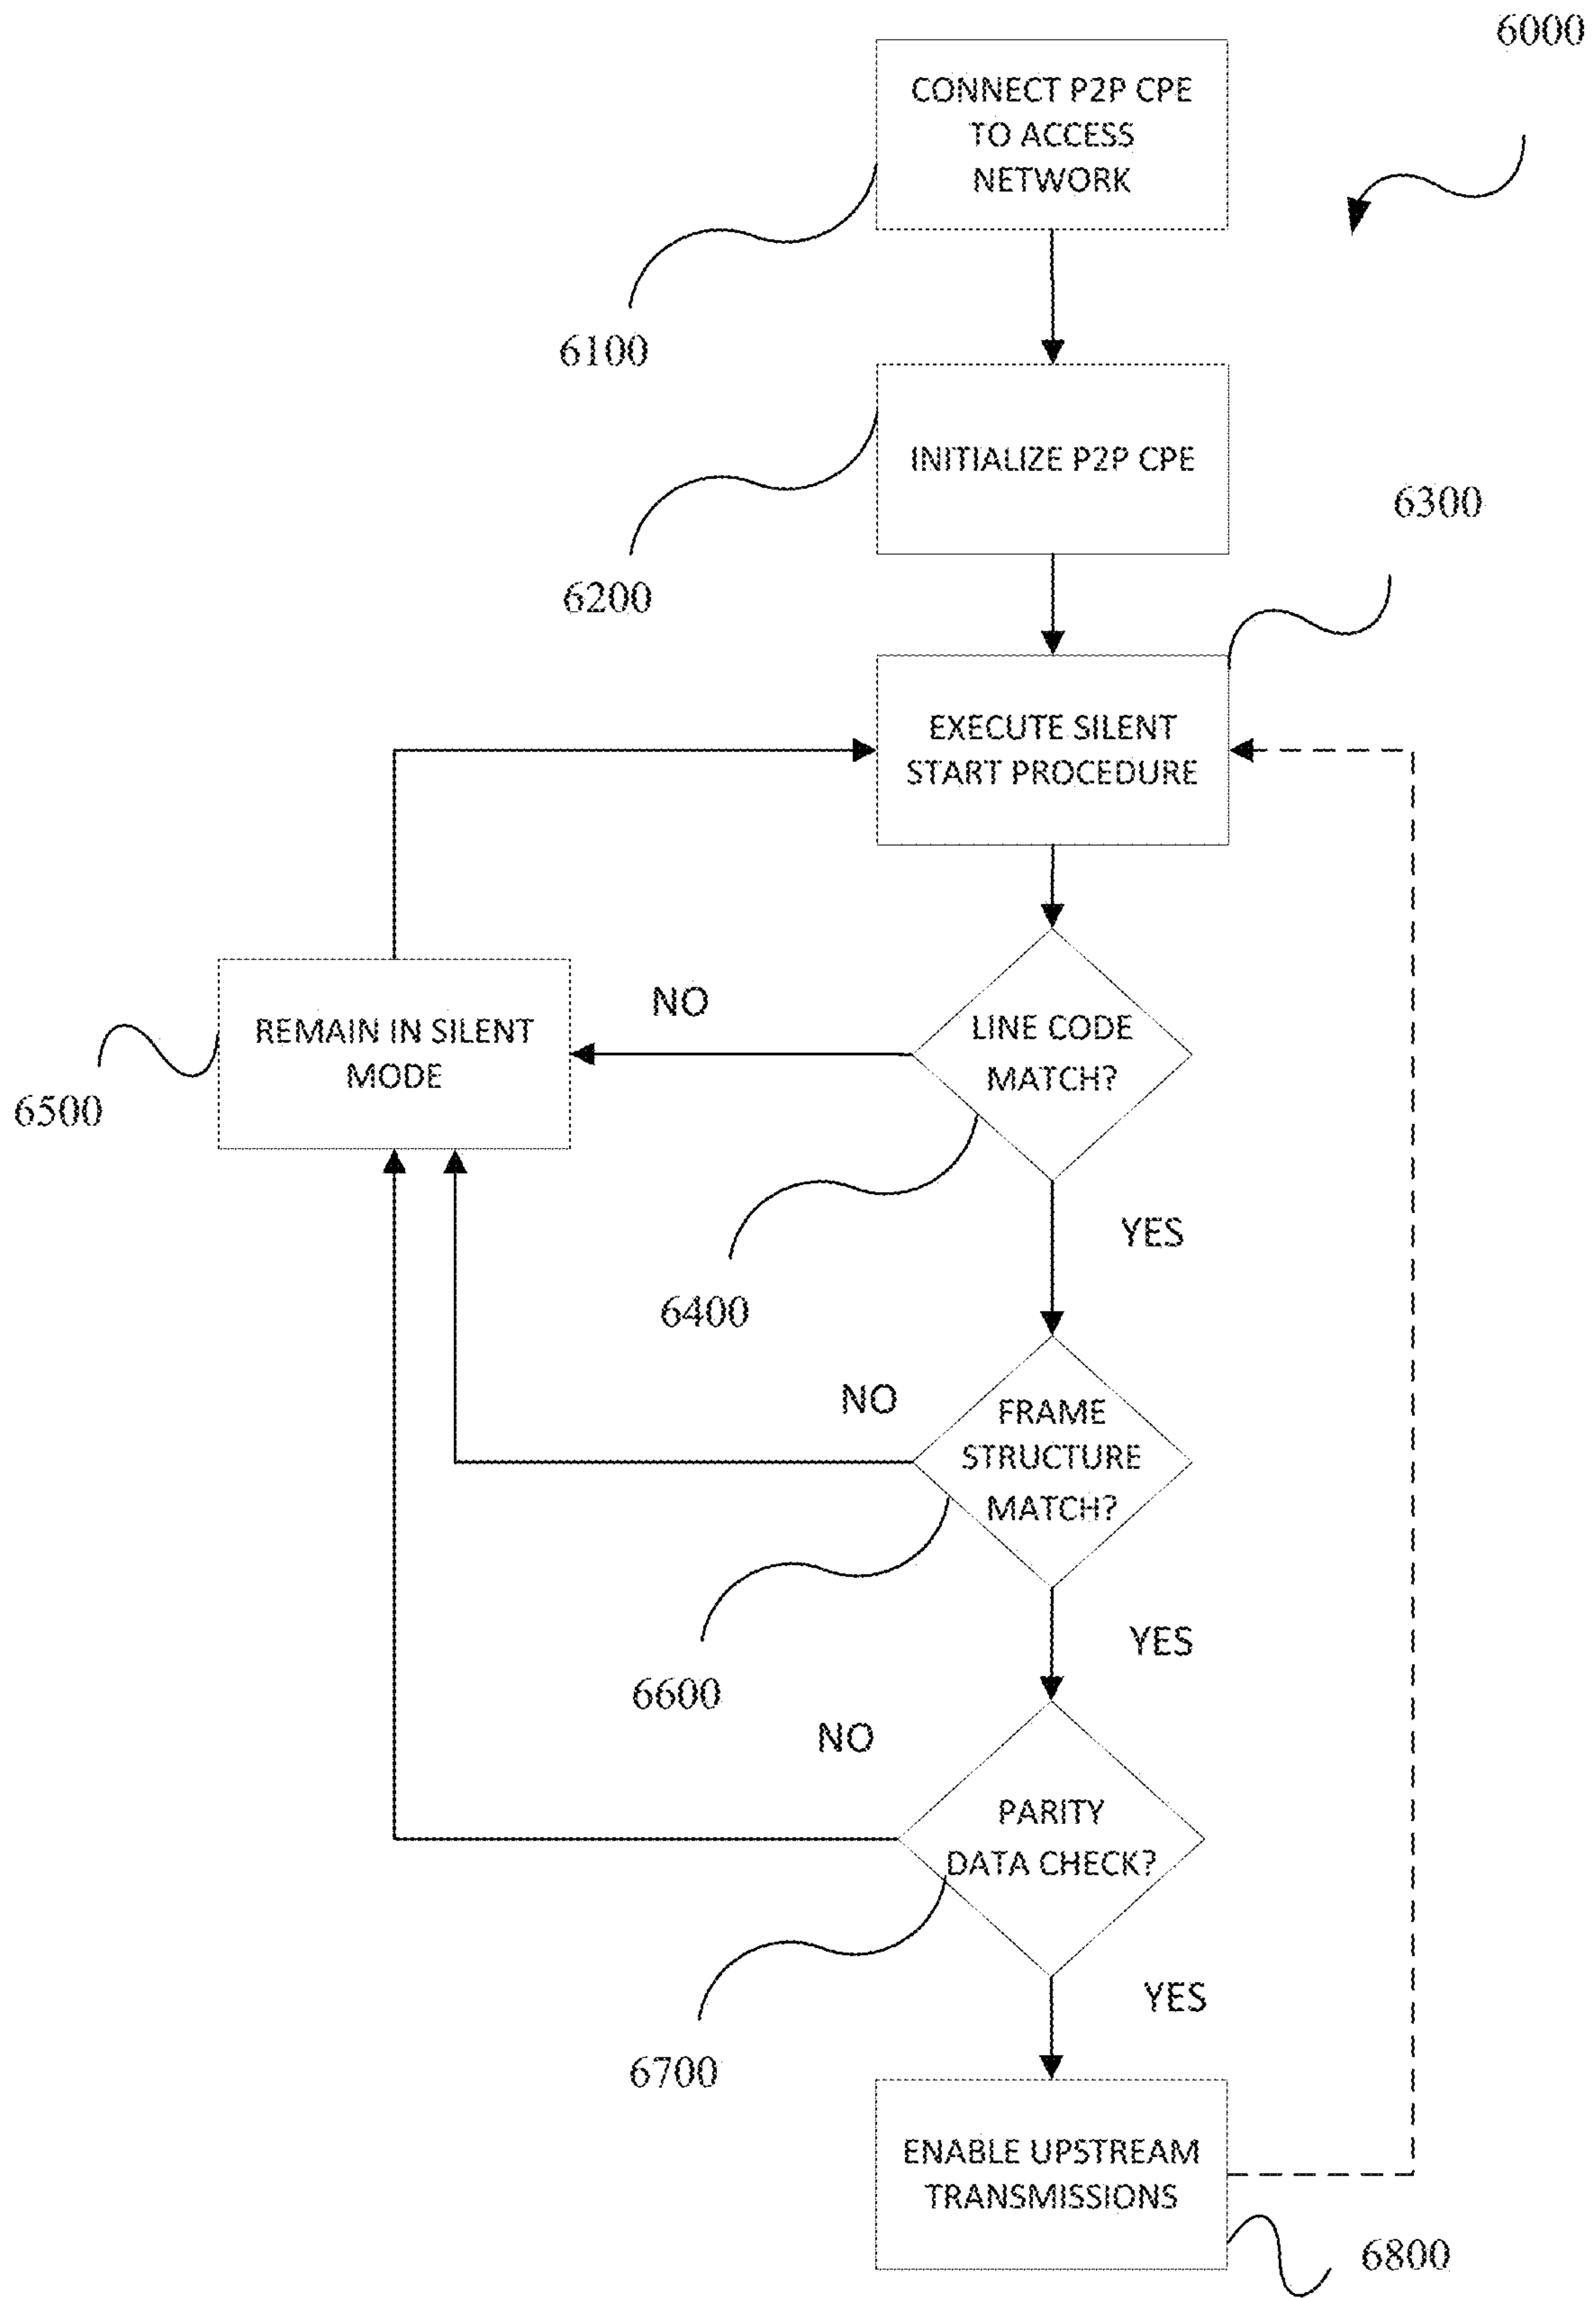 6000
CONNECT P2P CPE
TO ACCESS
NETWORK
6100
INITIALIZE P2P CPE
6300
6200
EXECUTE SILENT
START PROCEDURE
NO
LINE CODE
MATCH?
REMAIN IN SILENT
MODE
6500
YES
6400
NO
FRAME
STRUCTURE
MATCH?
YES
6600
NO
PARITY
DATA CHECK?
YES
6700
ENABLE UPSTREAM
TRANSMISSIONS
6800